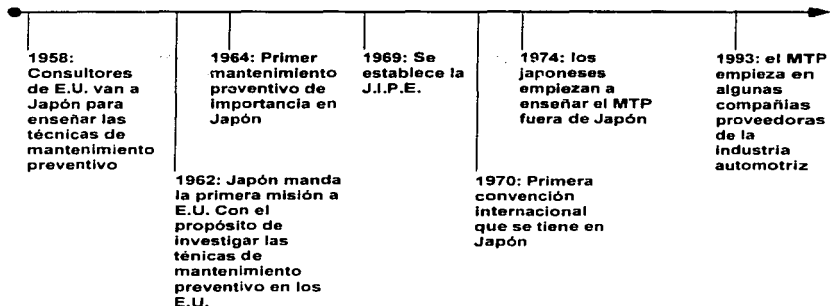 1958:
Consultores
de E.U. van a
Japón para
enseñar las
técnicas de
mantenimiento
preventivo
1962: Japón manda
la primera misión a
E.U. Con el
propósito de
investigar las
ténicas de
mantenimiento
preventivo en los
E.U.
1964: Primer
mantenimiento
preventivo de
importancia en
Japón
1969: Se
establece la
J.I.P.E.
1970: Primera
convención
internacional
que se tiene en
Japón
1974: los
japoneses
empiezan a
enseñar el MTP
fuera de Japón
1993: el MTP
empieza en
algunas
compañias
proveedoras
de la
industria
automotriz